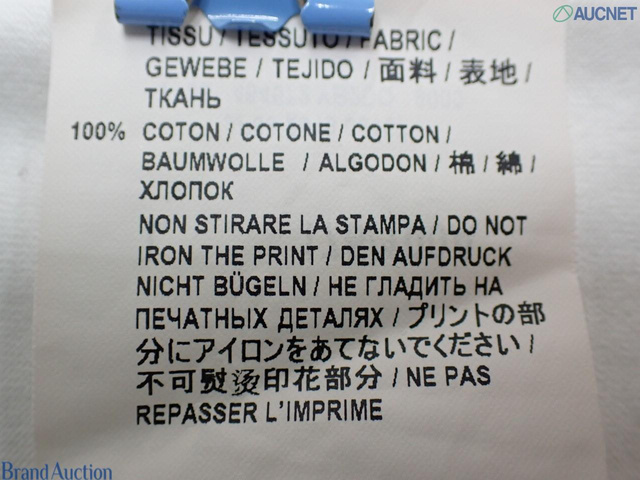 AUCNET
TISSU / TESSUTO / FABRIC /
GEWEBE / TEJIDO / 面料 / 表地 /
ТКАНЬ
100% COTON / COTONE / COTTON /
BAUMWOLLE / ALGODON / 棉 / 綿 /
ХЛОПОК
NON STIRARE LA STAMPA / DO NOT
IRON THE PRINT / DEN AUFDRUCK
NICHT BÜGELN / НЕ ГЛАДИТЬ НА
ПЕЧАТНЫХ ДЕТАЛЯХ / プリントの部
分にアイロンをあてないでください /
不可熨烫印花部分 / NE PAS
REPASSER L'IMPRIME
Brand Auction